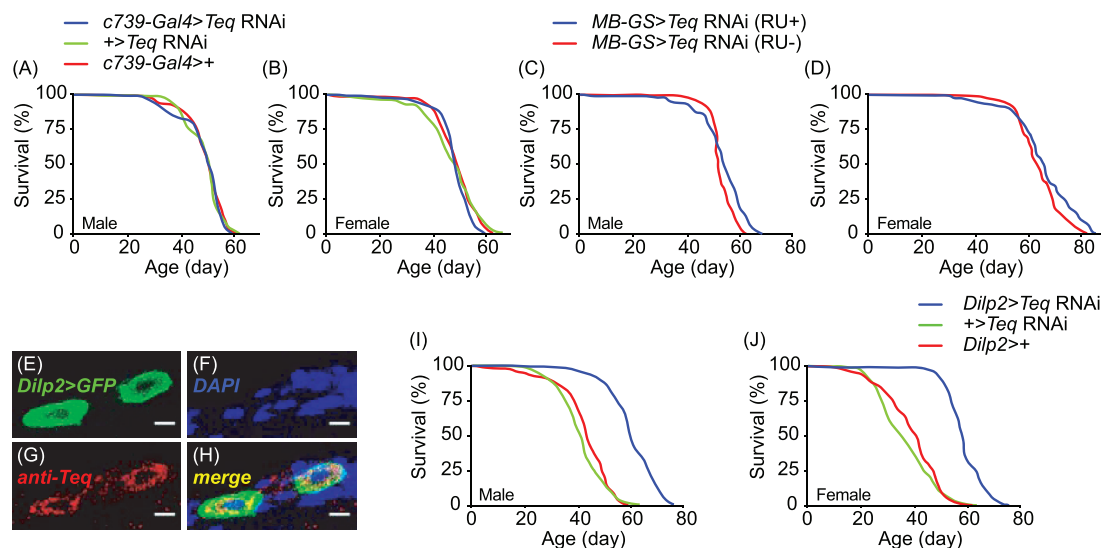 c739-Gal4>Teq RNAi
+>Teq RNAi
c739-Gal4>+
MB-GS>Teq RNAi (RU+)
MB-GS>Teq RNAi (RU-)
(A)
Survival (%)
100
75
50
25
0
Male
0 20 40 60
Age (day)
(B)
Survival (%)
100
75
50
25
0
Female
0 20 40 60
Age (day)
(C)
Survival (%)
100
75
50
25
0
Male
0 20 40 60 80
Age (day)
(D)
Survival (%)
100
75
50
25
0
Female
0 20 40 60 80
Age (day)
(E)
Dilp2>GFP
(F)
DAPI
(G)
anti-Teq
(H)
merge
Dilp2>Teq RNAi
+>Teq RNAi
Dilp2>+
(I)
Survival (%)
100
75
50
25
0
Male
0 20 40 60 80
Age (day)
(J)
Survival (%)
100
75
50
25
0
Female
0 20 40 60 80
Age (day)